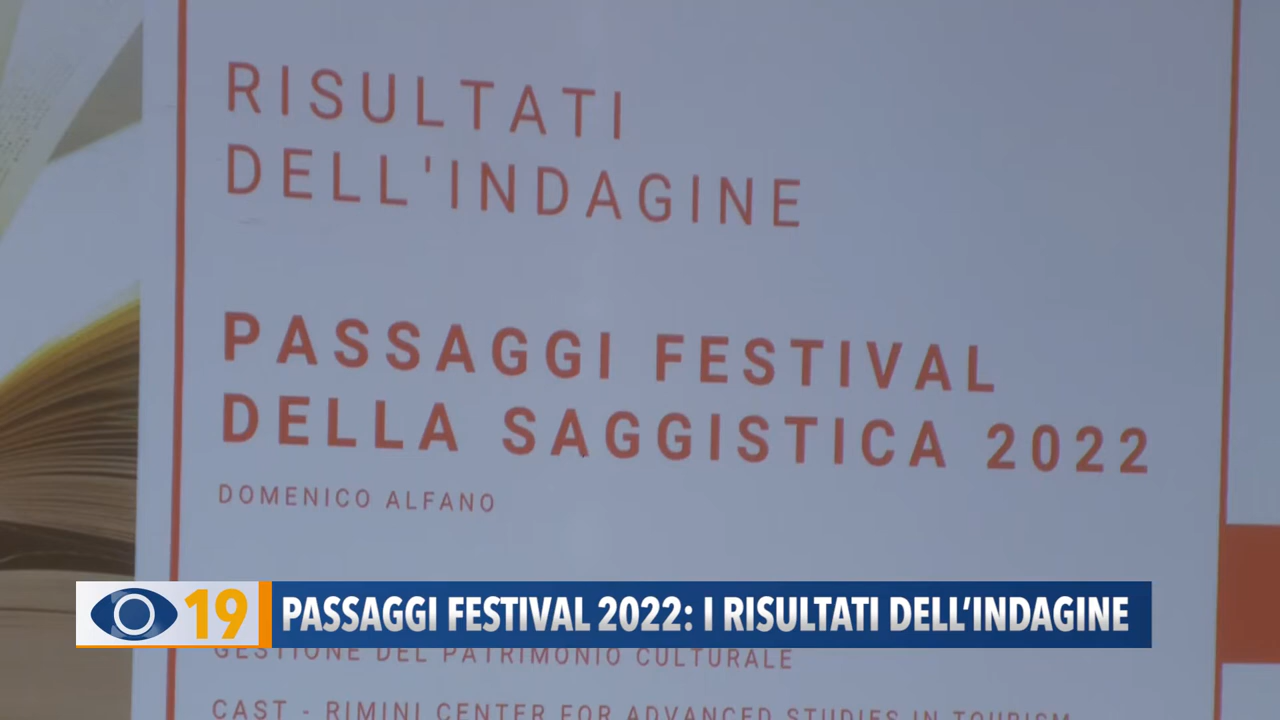 RISULTATI
DELL'INDAGINE
PASSAGGI FESTIVAL
DELLA SAGGISTICA 2022
DOMENICO ALFANO
19 PASSAGGI FESTIVAL 2022: I RISULTATI DELL’INDAGINE
GESTIONE DEL PATRIMONIO CULTURALE
CAST - RIMINI CENTER FOR ADVANCED STUDIES IN TOURISM